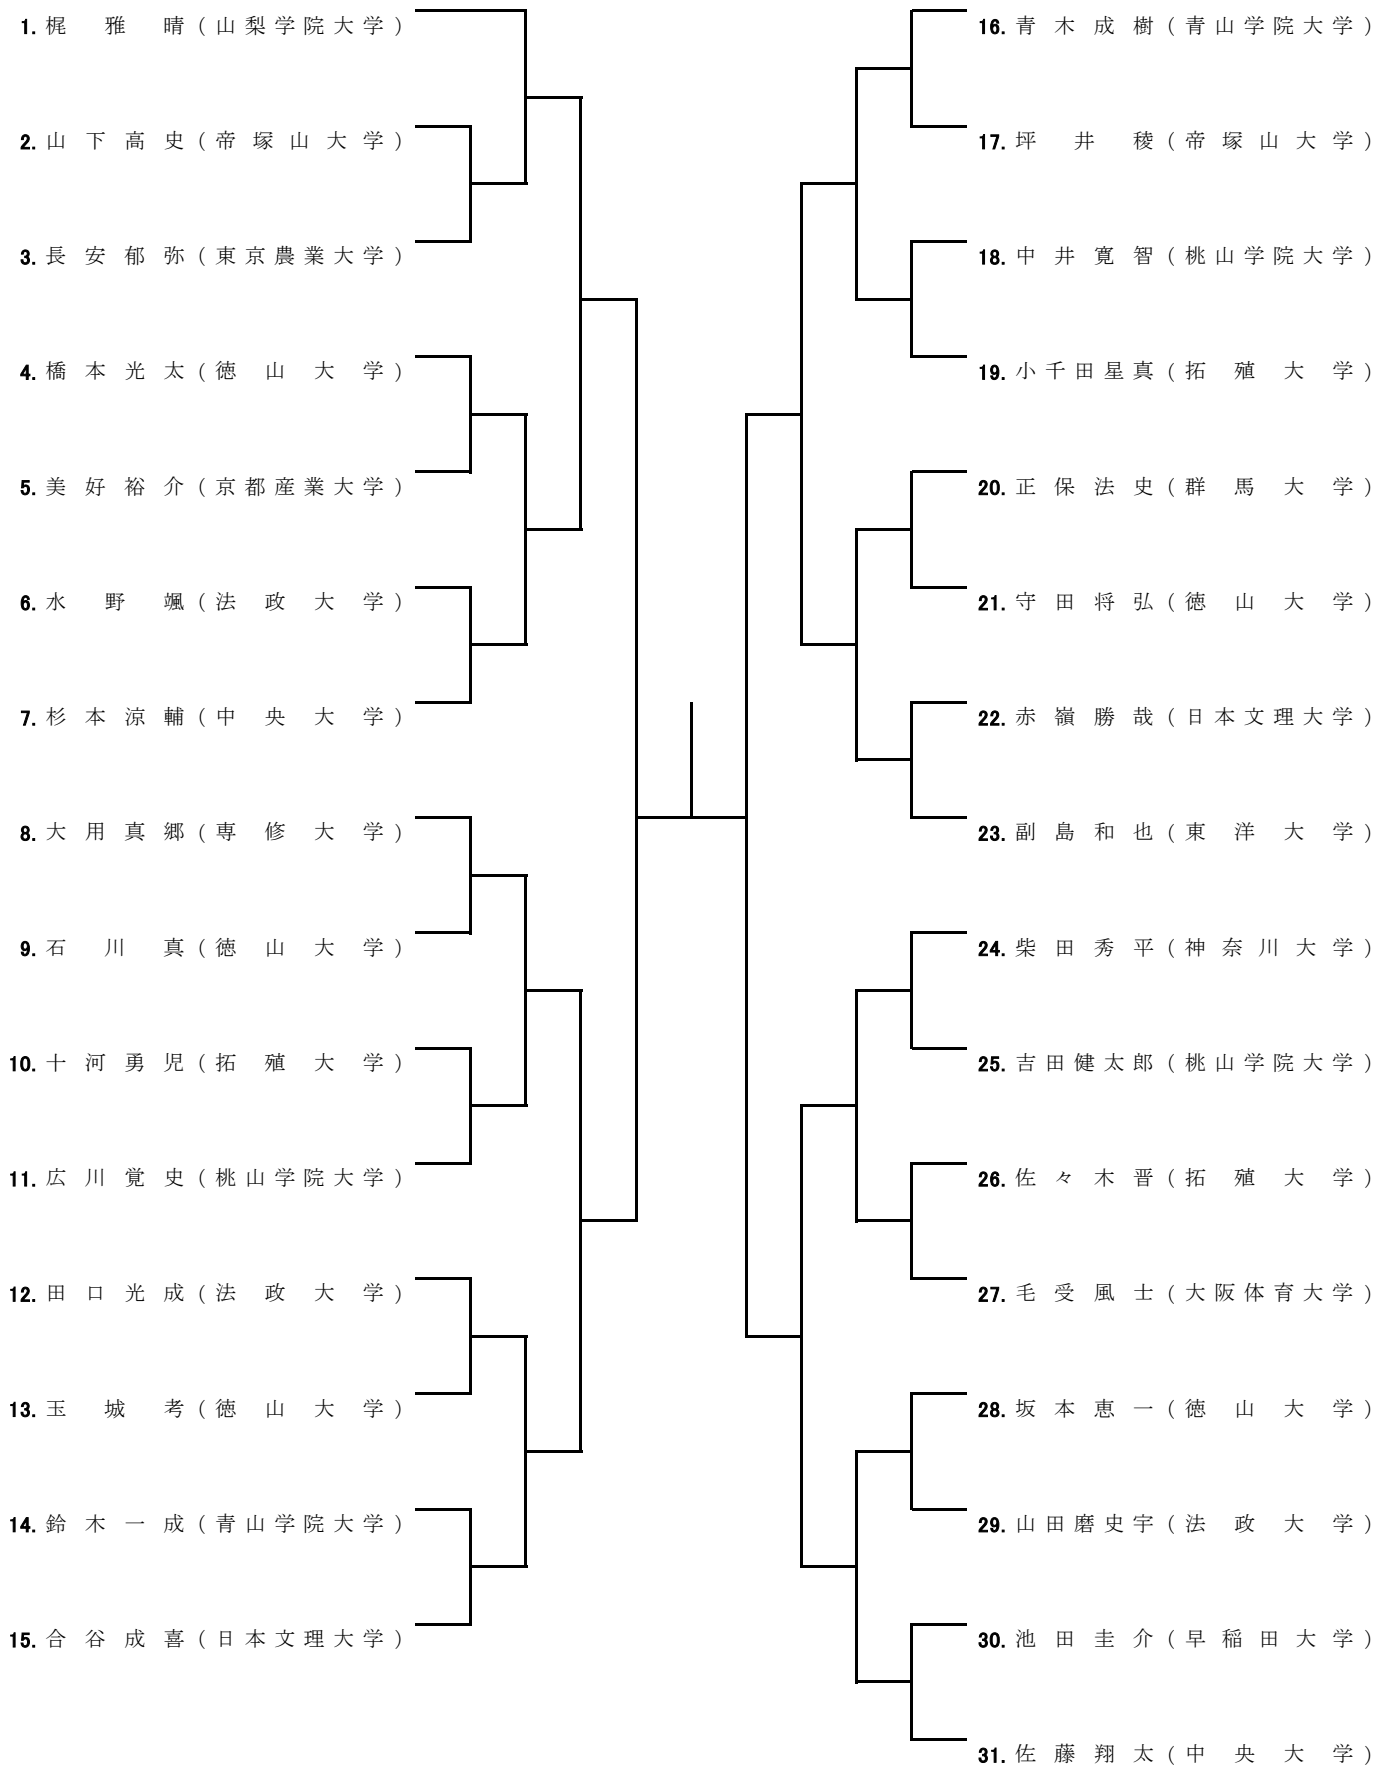 1. 梶雅晴(山梨学院大学)
2. 山下高史(帝塚山大学)
3. 長安郁弥(東京農業大学)
4. 橋本光太(徳山大学)
5. 美好裕介(京都産業大学)
6. 水野颯(法政大学)
7. 杉本涼輔(中央大学)
8. 大用真郷(専修大学)
9. 石川真(徳山大学)
10. 十河勇児(拓殖大学)
11. 広川覚史(桃山学院大学)
12. 田口光成(法政大学)
13. 玉城考(徳山大学)
14. 鈴木一成(青山学院大学)
15. 合谷成喜(日本文理大学)
16. 青木成樹(青山学院大学)
17. 坪井稜(帝塚山大学)
18. 中井寛智(桃山学院大学)
19. 小千田星真(拓殖大学)
20. 正保法史(群馬大学)
21. 守田将弘(徳山大学)
22. 赤嶺勝哉(日本文理大学)
23. 副島和也(東洋大学)
24. 柴田秀平(神奈川大学)
25. 吉田健太郎(桃山学院大学)
26. 佐々木晋(拓殖大学)
27. 毛受風士(大阪体育大学)
28. 坂本恵一(徳山大学)
29. 山田磨史宇(法政大学)
30. 池田圭介(早稲田大学)
31. 佐藤翔太(中央大学)